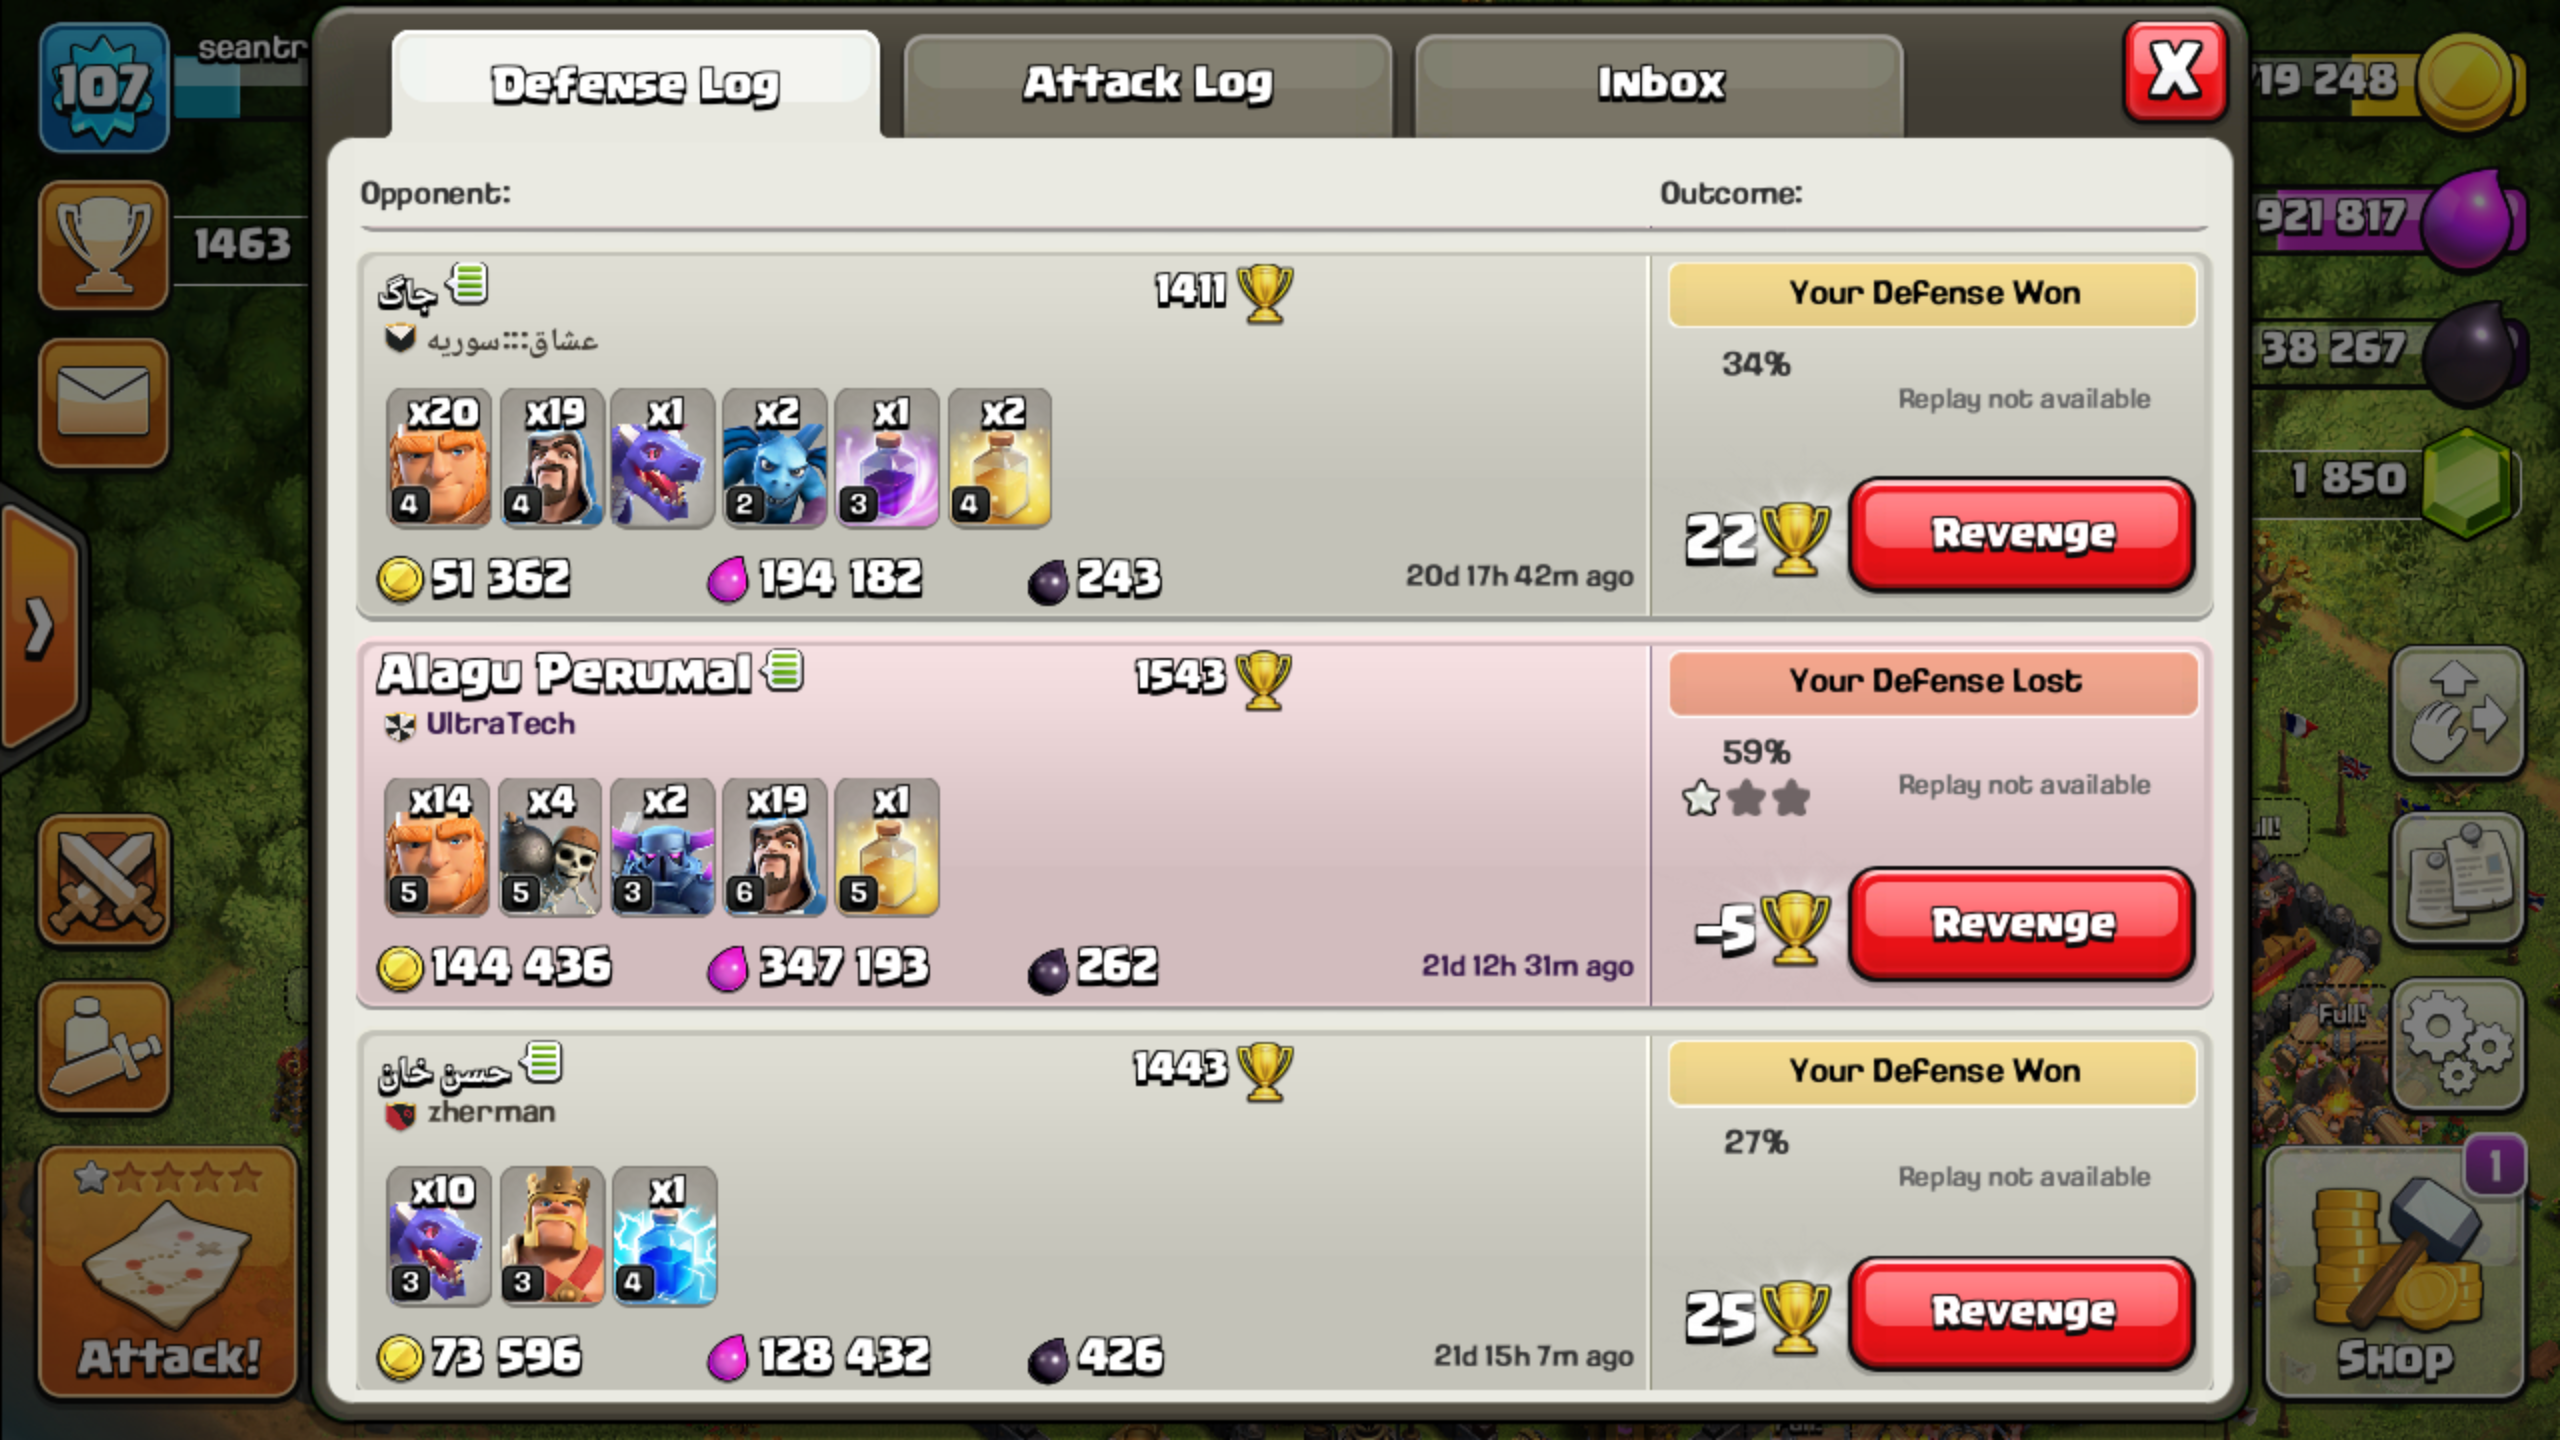 107
seantr
Defense Log
Attack Log
Inbox
X
19 248
1463
921 817
38 267
1 850
Opponent:
Outcome:
جاگ
1411
Your Defense Won
عشاق:::سوریه
34%
Replay not available
x20
x19
x1
x2
x1
x2
4
4
2
3
4
22
Revenge
51 362
194 182
243
20d 17h 42m ago
Alagu Perumal
1543
Your Defense Lost
UltraTech
59%
Replay not available
x14
x4
x2
x19
x1
5
5
3
6
5
-5
Revenge
144 436
347 193
262
21d 12h 31m ago
حسن خان
1443
Your Defense Won
zherman
27%
Replay not available
x10
x1
3
3
4
25
Revenge
73 596
128 432
426
21d 15h 7m ago
Full!
1
Attack!
Shop